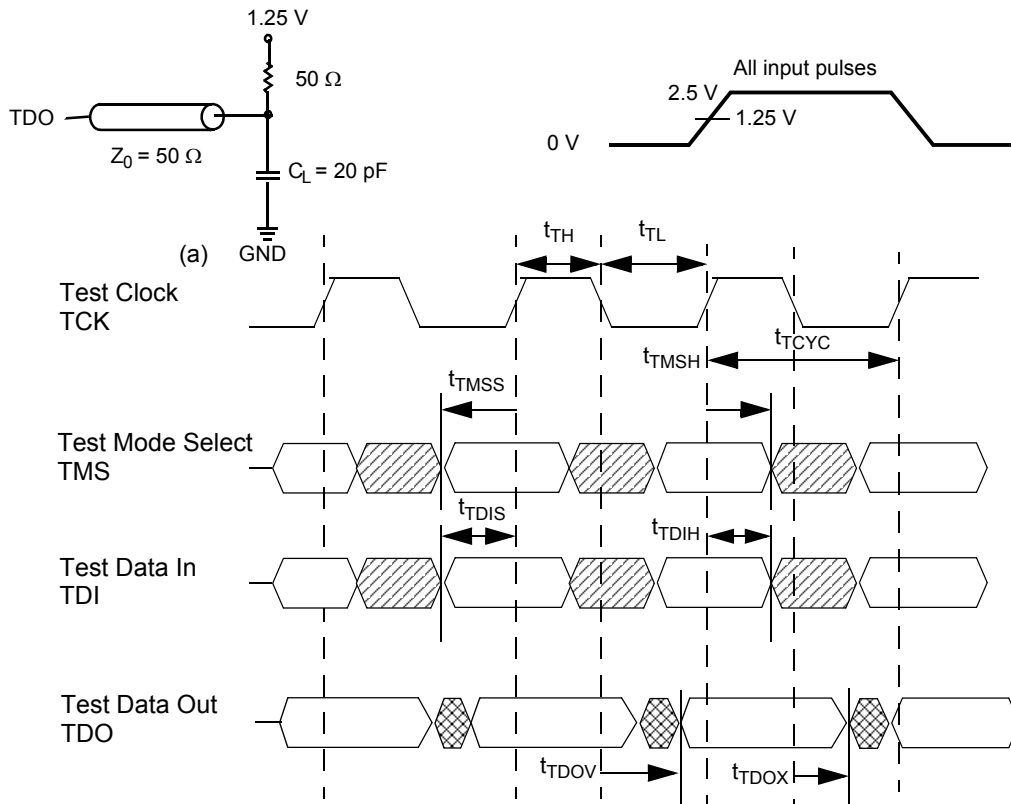 1.25 V
50 Ω
TDO
Z0 = 50 Ω
CL = 20 pF
(a)
GND
All input pulses
2.5 V
1.25 V
0 V
tTH
tTL
Test Clock
TCK
tTCYC
tTMSH
tTMSS
Test Mode Select
TMS
tTDIS
tTDIH
Test Data In
TDI
Test Data Out
TDO
tTDOV
tTDOX